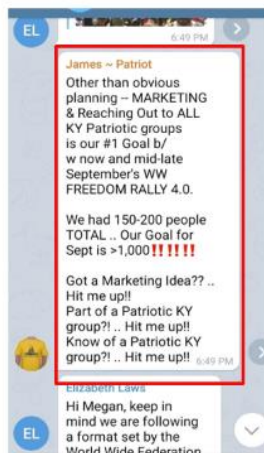 EL
6:49 PM
James ~ Patriot
Other than obvious
planning -- MARKETING
& Reaching Out to ALL
KY Patriotic groups
is our #1 Goal b/
w now and mid-late
September's WW
FREEDOM RALLY 4.0.
We had 150-200 people
TOTAL .. Our Goal for
Sept is >1,000‼️‼️‼️
Got a Marketing Idea?? ..
Hit me up!!
Part of a Patriotic KY
group?! .. Hit me up!!
Know of a Patriotic KY
group?! .. Hit me up!! 6:49 PM
Elizabeth Laws
Hi Megan, keep in
EL
mind we are following
a format set by the
World Wide Federation